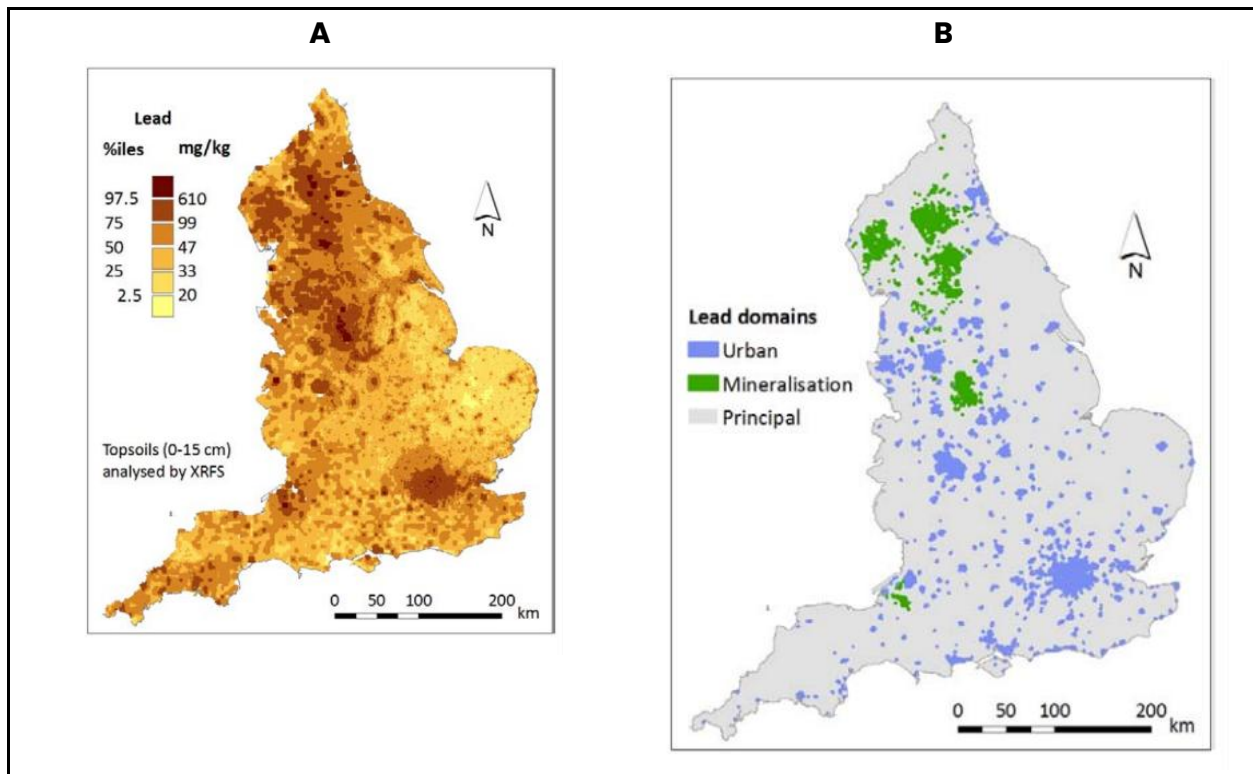 A
Lead
%iles mg/kg
97.5 610
75 99
50 47
25 33
2.5 20
N
Topsoils (0-15 cm)
analysed by XRFS
0 50 100 200
km
B
N
Lead domains
Urban
Mineralisation
Principal
0 50 100 200
km